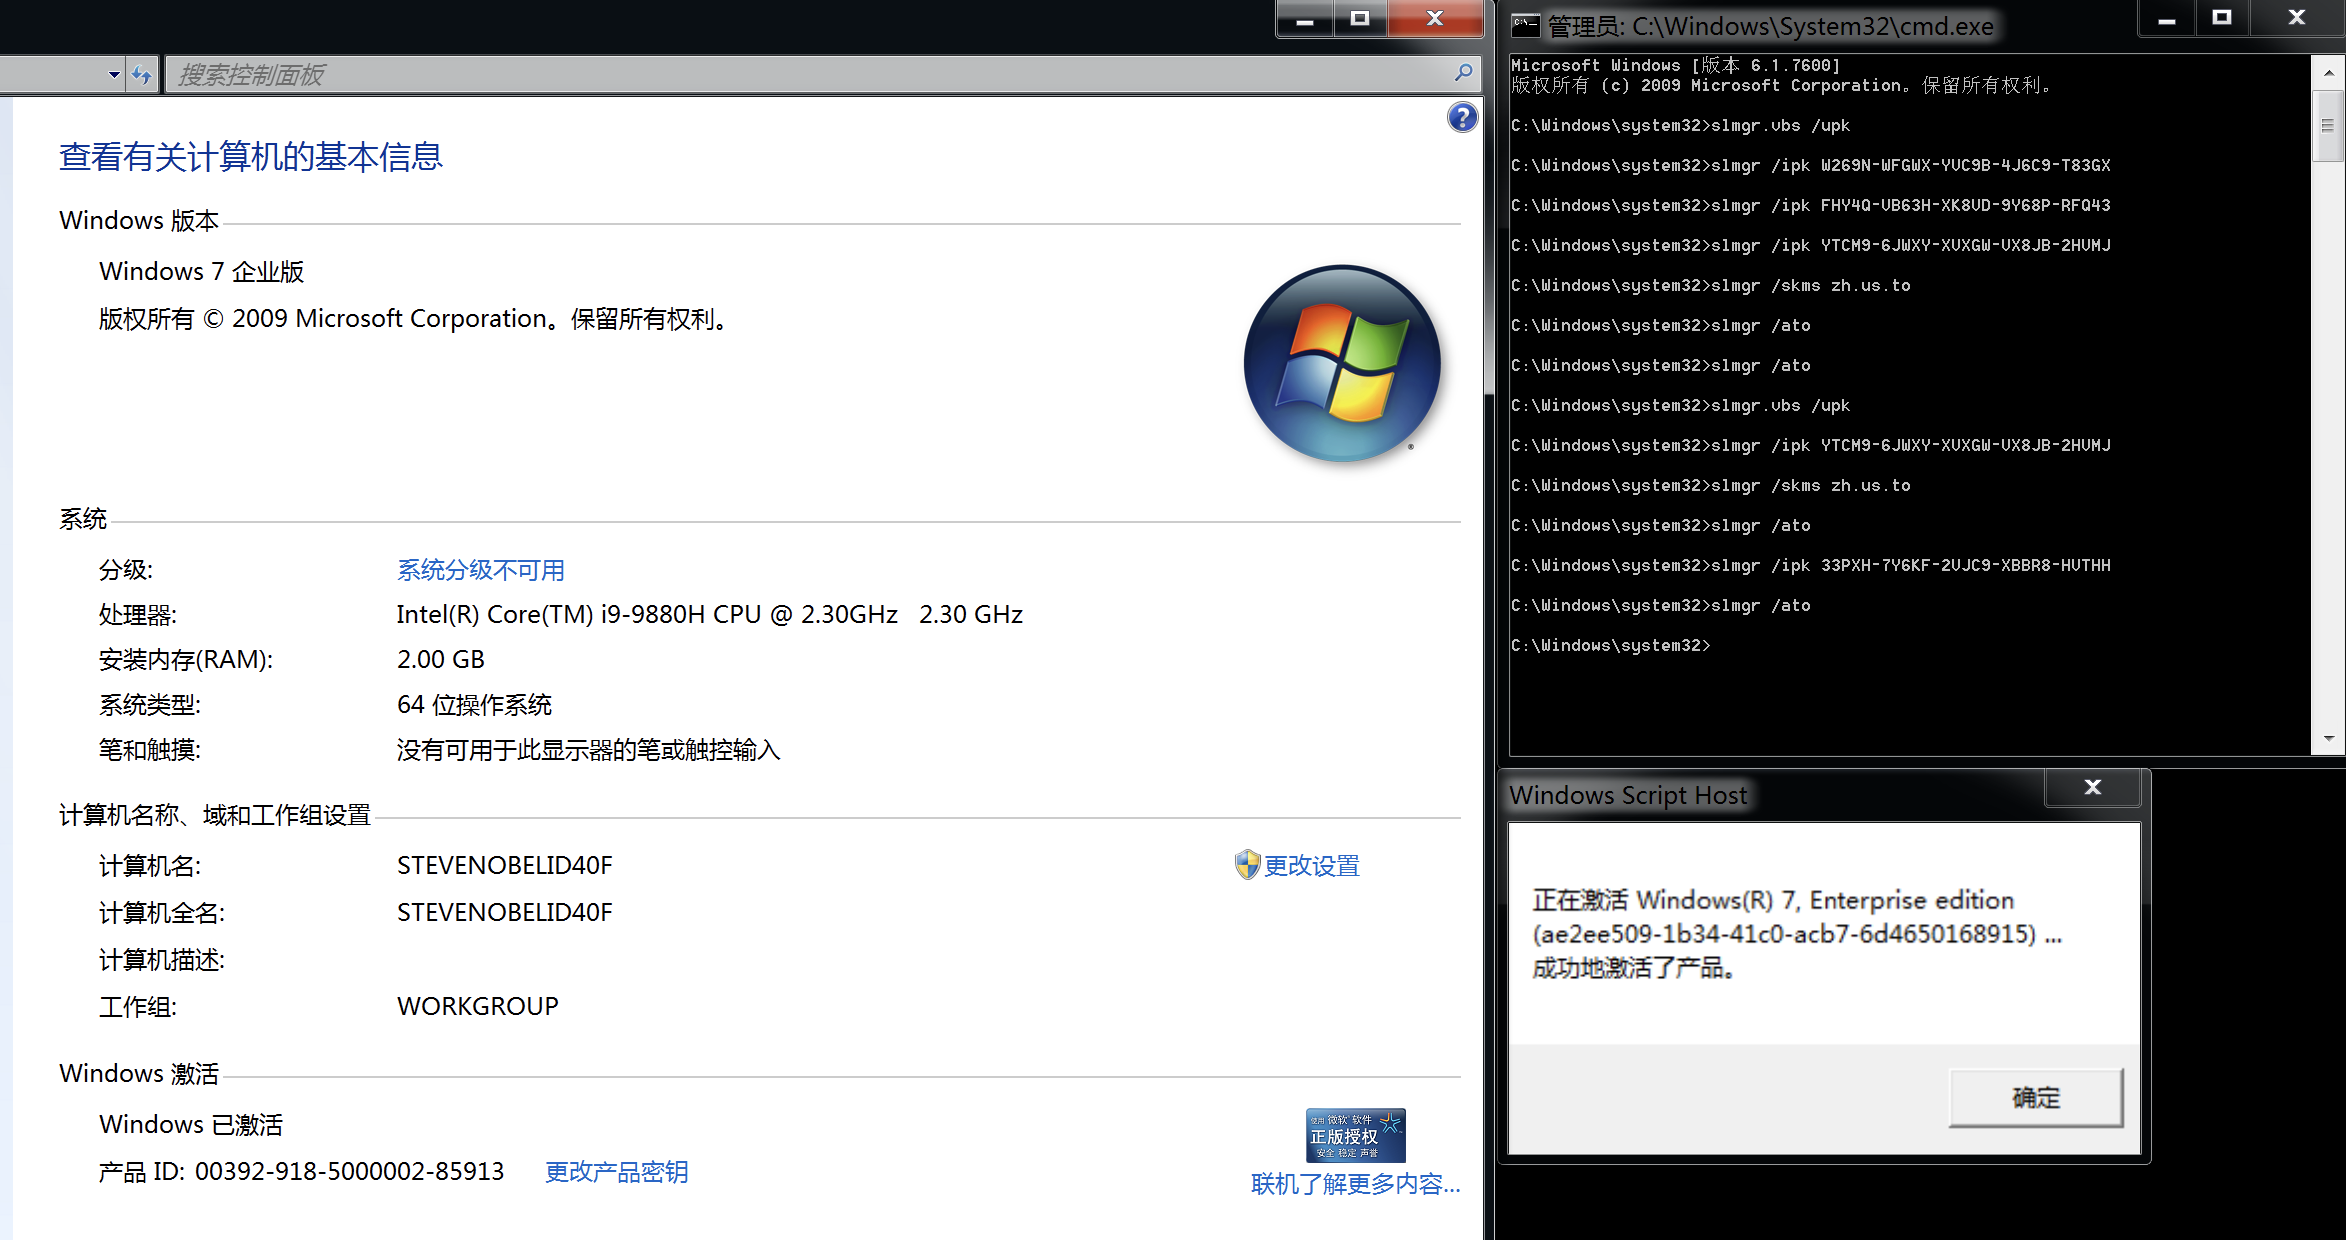 搜索控制面板
查看有关计算机的基本信息
Windows 版本
Windows 7 企业版
版权所有 © 2009 Microsoft Corporation。保留所有权利。
系统
分级: 系统分级不可用
处理器: Intel(R) Core(TM) i9-9880H CPU @ 2.30GHz 2.30 GHz
安装内存(RAM): 2.00 GB
系统类型: 64 位操作系统
笔和触摸: 没有可用于此显示器的笔或触控输入
计算机名称、域和工作组设置
计算机名: STEVENOBELID40F
更改设置
计算机全名: STEVENOBELID40F
计算机描述:
工作组: WORKGROUP
Windows 激活
Windows 已激活
产品 ID: 00392-918-5000002-85913 更改产品密钥
使用 微软 软件
正版授权
安全 稳定 声誉
联机了解更多内容...
管理员: C:\Windows\System32\cmd.exe
Microsoft Windows [版本 6.1.7600]
版权所有 (c) 2009 Microsoft Corporation。保留所有权利。
C:\Windows\system32>slmgr.vbs /upk
C:\Windows\system32>slmgr /ipk W269N-WFGWX-YVC9B-4J6C9-T83GX
C:\Windows\system32>slmgr /ipk FHY4Q-VB63H-XK8VD-9Y68P-RFQ43
C:\Windows\system32>slmgr /ipk YTCM9-6JWXY-XVXGW-VX8JB-2HVMJ
C:\Windows\system32>slmgr /skms zh.us.to
C:\Windows\system32>slmgr /ato
C:\Windows\system32>slmgr /ato
C:\Windows\system32>slmgr.vbs /upk
C:\Windows\system32>slmgr /ipk YTCM9-6JWXY-XVXGW-VX8JB-2HVMJ
C:\Windows\system32>slmgr /skms zh.us.to
C:\Windows\system32>slmgr /ato
C:\Windows\system32>slmgr /ipk 33PXH-7Y6KF-2VJC9-XBBR8-HVTHH
C:\Windows\system32>slmgr /ato
C:\Windows\system32>
Windows Script Host
正在激活 Windows(R) 7, Enterprise edition
(ae2ee509-1b34-41c0-acb7-6d4650168915) ...
成功地激活了产品。
确定